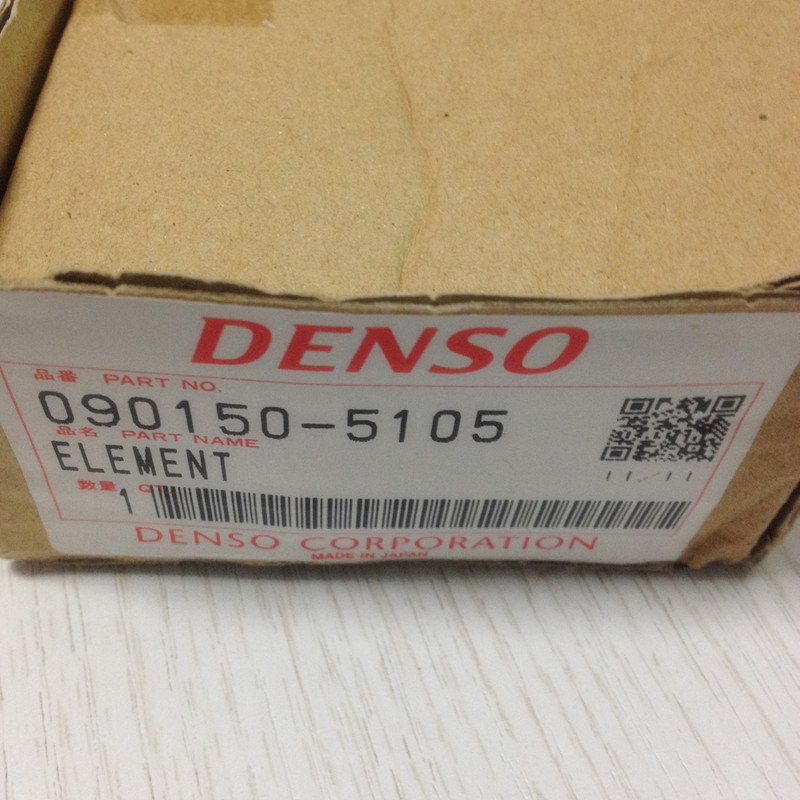 DENSO
品番 PART NO.
090150-5105
品名 PART NAME
ELEMENT
数量
1
DENSO CORPORATION
MADE IN JAPAN